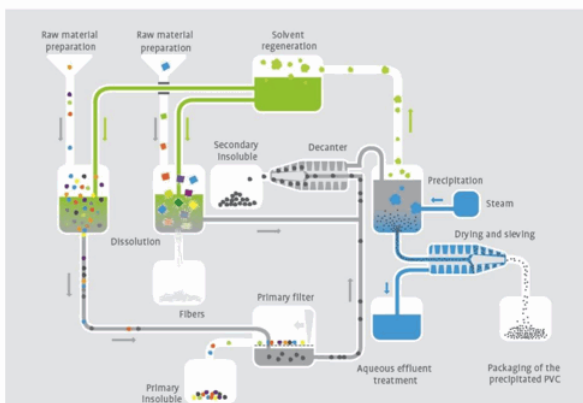 Raw material
preparation
Raw material
preparation
Solvent
regeneration
Secondary
Insoluble
Decanter
Precipitation
Steam
Dissolution
Drying and sieving
Fibers
Primary filter
Primary
Insoluble
Aqueous effluent
treatment
Packaging of the
precipitated PVC